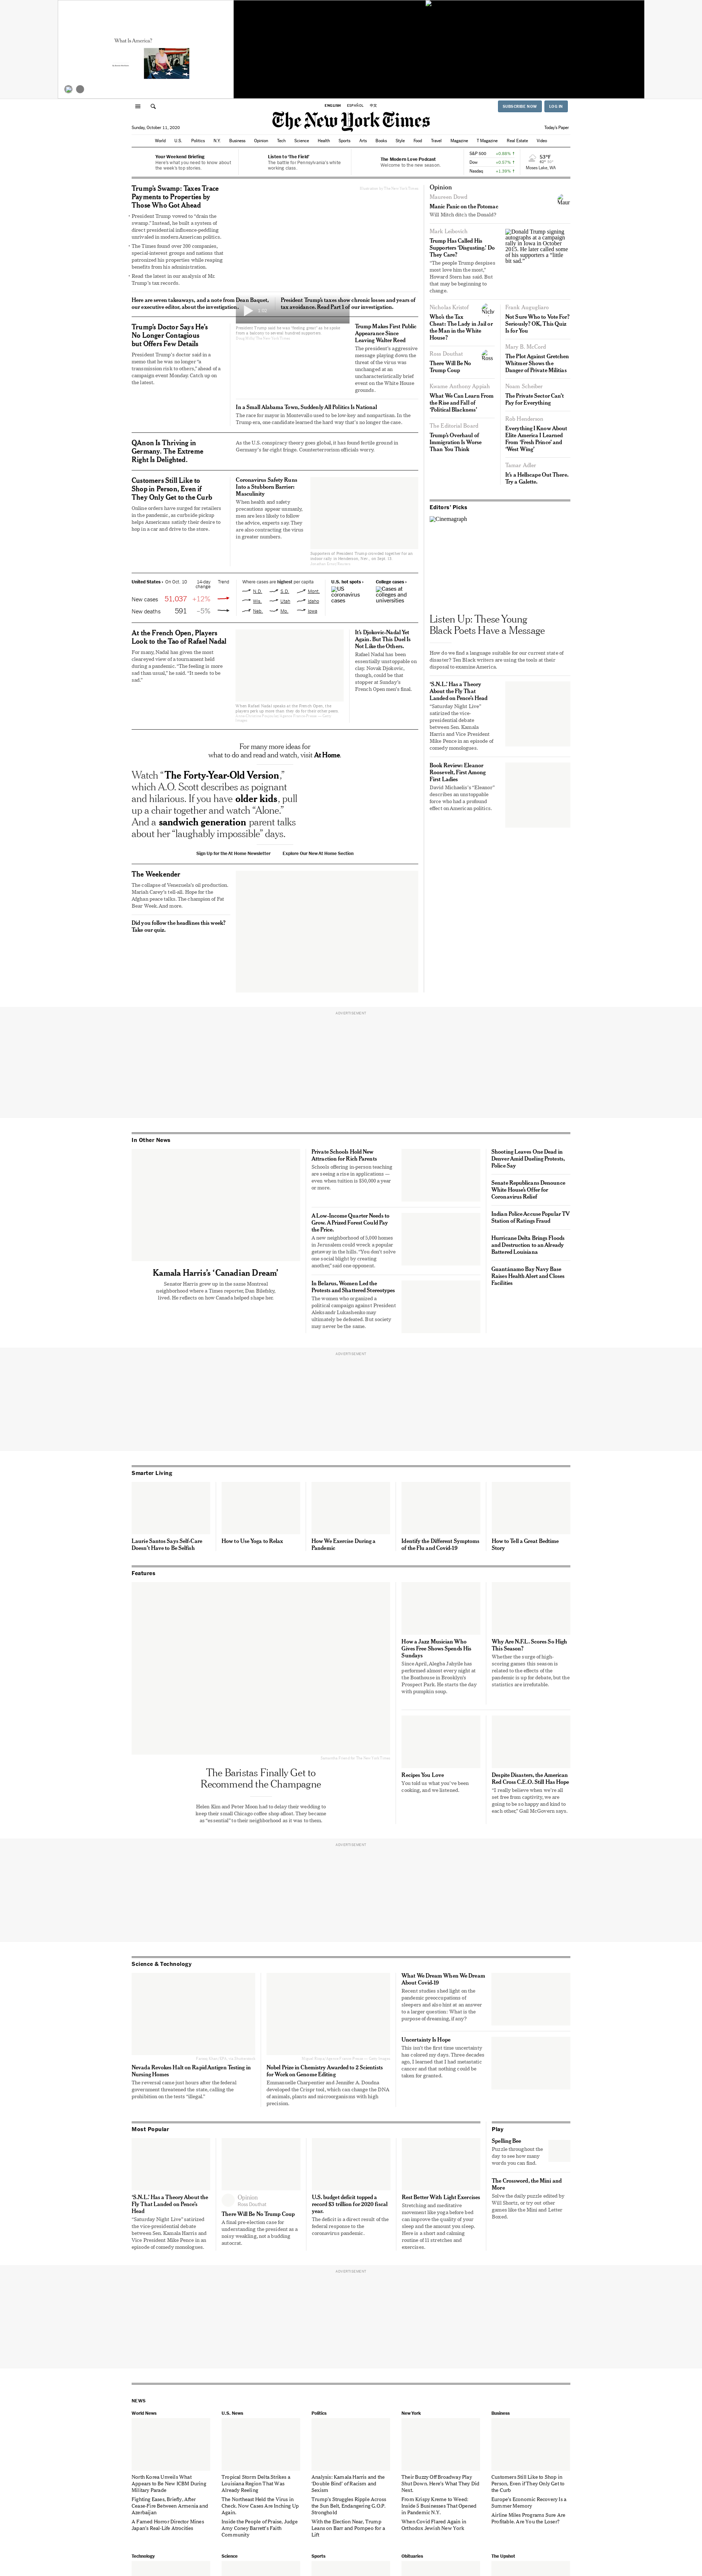 What Is America?
ENGLISH ESPAÑOL 中文
SUBSCRIBE NOW
LOG IN
The New York Times
Sunday, October 11, 2020
Today's Paper
World U.S. Politics N.Y. Business Opinion Tech Science Health Sports Arts Books Style Food Travel Magazine T Magazine Real Estate Video
Your Weekend Briefing
Here's what you need to know about
the week's top stories.
Listen to 'The Field'
The battle for Pennsylvania's white
working class.
The Modern Love Podcast
Welcome to the new season.
S&P 500 +0.88% ↑
Dow +0.57% ↑
Nasdaq +1.39% ↑
53°F
Moses Lake, WA
Trump's Swamp: Taxes Trace
Payments to Properties by
Those Who Got Ahead
President Trump vowed to "drain the
swamp." Instead, he built a system of
direct presidential influence-peddling
unrivaled in modern American politics.
The Times found over 200 companies,
special-interest groups and nations that
patronized his properties while reaping
benefits from his administration.
Read the latest in our analysis of Mr.
Trump's tax records.
Here are seven takeaways, and a note from Dean Baquet,
our executive editor, about the investigation.
President Trump's taxes show chronic losses and years of
tax avoidance. Read Part 1 of our investigation.
Trump's Doctor Says He's
No Longer Contagious
but Offers Few Details
President Trump's doctor said in a
memo that he was no longer "a
transmission risk to others," ahead of a
campaign event Monday. Catch up on
the latest.
President Trump said he was "feeling great" as he spoke
from a balcony to several hundred supporters.
Trump Makes First Public
Appearance Since
Leaving Walter Reed
The president's aggressive
message playing down the
threat of the virus was
unchanged at an
uncharacteristically brief
event on the White House
grounds.
In a Small Alabama Town, Suddenly All Politics Is National
The race for mayor in Montevallo used to be low key and nonpartisan. In the
Trump era, one candidate learned the hard way that's no longer the case.
QAnon Is Thriving in
Germany. The Extreme
Right Is Delighted.
As the U.S. conspiracy theory goes global, it has found fertile ground in
Germany's far right fringe. Counterterrorism officials worry.
Customers Still Like to
Shop in Person, Even if
They Only Get to the Curb
Online orders have surged for retailers
in the pandemic, or curbside pickup
helps Americans satisfy their desire to
hop in a car and drive to the store.
Coronavirus Safety Runs
Into a Stubborn Barrier:
Masculinity
When health and safety
precautions appear unmanly,
men are less likely to follow
the advice, experts say. They
are also contracting the virus
in greater numbers.
Supporters of President Trump crowded together for an
indoor rally in Henderson, Nev., on Sept. 13.
United States › On Oct. 10 14-day
change Trend
New cases 51,037 +12%
New deaths 591 –5%
Where cases are highest per capita
N.D. S.D. Mont.
Wis. Utah Idaho
Neb. Mo. Iowa
U.S. hot spots ›
US
coronavirus
cases
College cases ›
Cases at
colleges and
universities
At the French Open, Players
Look to the Tao of Rafael Nadal
For many, Nadal has given the most
cleareyed view of a tournament held
during a pandemic. "The feeling is more
sad than usual," he said. "It needs to be
sad."
When Rafael Nadal speaks at the French Open, the
players perk up more than they do for their other peers.
It's Djokovic-Nadal Yet
Again. But This Duel Is
Not Like the Others.
Rafael Nadal has been
essentially unstoppable on
clay. Novak Djokovic,
though, could be that
stopper at Sunday's
French Open men's final.
For many more ideas for
what to do and read and watch, visit At Home.
Watch "The Forty-Year-Old Version,"
which A.O. Scott describes as poignant
and hilarious. If you have older kids, pull
up a chair together and watch "Alone."
And a sandwich generation parent talks
about her "laughably impossible" days.
Sign Up for the At Home Newsletter
Explore Our New At Home Section
The Weekender
The collapse of Venezuela's oil production.
Mariah Carey's tell-all. Hope for the
Afghan peace talks. The champion of Fat
Bear Week. And more.
Did you follow the headlines this week?
Take our quiz.
Opinion
Maureen Dowd
Manic Panic on the Potomac
Will Mitch ditc's the Donald?
Mark Leibovich
Trump Has Called His
Supporters 'Disgusting.' Do
They Care?
"The people Trump despises
most love him the most,"
Howard Stern has said. But
that may be beginning to
change.
Donald Trump signing
autographs at a campaign
rally in Iowa in October
2015. He later called some
of his supporters "a little
bit sad."
Nicholas Kristof
Who's the Tax
Cheat: The Lady in Jail or
the Man in the White
House?
Ross Douthat
There Will Be No
Trump Coup
Kwame Anthony Appiah
What We Can Learn From
the Rise and Fall of
'Political Blackness'
The Editorial Board
Trump's Overhaul of
Immigration Is Worse
Than You Think
Frank Augugliaro
Not Sure Who to Vote For?
Seriously? OK, This Quiz
Is for You
Mary B. McCord
The Plot Against Gretchen
Whitmer Shows the
Danger of Private Militias
Noam Scheiber
The Private Sector Can't
Pay for Everything
Rob Henderson
Everything I Know About
Elite America I Learned
From 'Fresh Prince' and
'West Wing'
Tamar Adler
It's a Hellscape Out There.
Try a Galette.
Editors' Picks
Cinemagraph
Listen Up: These Young
Black Poets Have a Message
How do we find a language suitable for our current state of
disaster? Ten Black writers are using the tools at their
disposal to examine America.
'S.N.L.' Has a Theory
About the Fly That
Landed on Pence's Head
"Saturday Night Live"
satirized the vice-
presidential debate
between Sen. Kamala
Harris and Vice President
Mike Pence in an episode of
comedy monologues.
Book Review: Eleanor
Roosevelt, First Among
First Ladies
David Michaelis's "Eleanor"
describes an unstoppable
force who had a profound
effect on American politics.
ADVERTISEMENT
In Other News
Kamala Harris's 'Canadian Dream'
Senator Harris grew up in the same Montreal
neighborhood where a Times reporter, Dan Bilefsky,
lived. He reflects on how Canada helped shape her.
Private Schools Hold New
Attraction for Rich Parents
Schools offering in-person teaching
are seeing a rise in applications —
even when tuition is $50,000 a year
or more.
A Low-Income Quarter Needs to
Grow. A Prized Forest Could Pay
the Price.
A new neighborhood of 5,000 homes
in Jerusalem could wreck a popular
getaway in the hills. "You don't solve
one social blight by creating
another," said one opponent.
In Belarus, Women Led the
Protests and Shattered Stereotypes
The women who organized a
political campaign against President
Aleksandr Lukashenko may
ultimately be defeated. But society
may never be the same.
Shooting Leaves One Dead in
Denver Amid Dueling Protests,
Police Say
Senate Republicans Denounce
White House's Offer for
Coronavirus Relief
Indian Police Accuse Popular TV
Station of Ratings Fraud
Hurricane Delta Brings Floods
and Destruction to an Already
Battered Louisiana
Guantánamo Bay Navy Base
Raises Health Alert and Closes
Facilities
ADVERTISEMENT
Smarter Living
Laurie Santos Says Self-Care
Doesn't Have to Be Selfish
How to Use Yoga to Relax
How We Exercise During a
Pandemic
Identify the Different Symptoms
of the Flu and Covid-19
How to Tell a Great Bedtime
Story
Features
The Baristas Finally Get to
Recommend the Champagne
Helen Kim and Peter Moon had to delay their wedding to
keep their small Chicago coffee shop afloat. They became
as "essential" to their neighborhood as it was to them.
How a Jazz Musician Who
Gives Free Shows Spends His
Sundays
Since April, Alegba Jahyile has
performed almost every night at
the Boathouse in Brooklyn's
Prospect Park. He starts the day
with pumpkin soup.
Why Are N.F.L. Scores So High
This Season?
Whether the surge of high-
scoring games this season is
related to the effects of the
pandemic is up for debate, but the
statistics are irrefutable.
Recipes You Love
You told us what you've been
cooking, and we listened.
Despite Disasters, the American
Red Cross C.E.O. Still Has Hope
"I really believe when we're all
set free from captivity, we are
going to be so happy and kind to
each other," Gail McGovern says.
ADVERTISEMENT
Science & Technology
Nevada Revokes Halt on Rapid Antigen Testing in
Nursing Homes
The reversal came just hours after the federal
government threatened the state, calling the
prohibition on the tests "illegal."
Nobel Prize in Chemistry Awarded to 2 Scientists
for Work on Genome Editing
Emmanuelle Charpentier and Jennifer A. Doudna
developed the Crispr tool, which can change the DNA
of animals, plants and microorganisms with high
precision.
What We Dream When We Dream
About Covid-19
Recent studies shed light on the
pandemic preoccupations of
sleepers and also hint at an answer
to a larger question: What is the
purpose of dreaming, if any?
Uncertainty Is Hope
This isn't the first time uncertainty
has colored my days. Three decades
ago, I learned that I had metastatic
cancer and that nothing could be
taken for granted.
Most Popular
'S.N.L.' Has a Theory About the
Fly That Landed on Pence's
Head
"Saturday Night Live" satirized
the vice-presidential debate
between Sen. Kamala Harris and
Vice President Mike Pence in an
episode of comedy monologues.
Opinion
Ross Douthat
There Will Be No Trump Coup
A final pre-election case for
understanding the president as a
noisy weakling, not a budding
autocrat.
U.S. budget deficit topped a
record $3 trillion for 2020 fiscal
year.
The deficit is a direct result of the
federal response to the
coronavirus pandemic.
Rest Better With Light Exercises
Stretching and meditative
movement like yoga before bed
can improve the quality of your
sleep and the amount you sleep.
Here is a short and calming
routine of 11 stretches and
exercises.
Play
Spelling Bee
Puzzle throughout the
day to see how many
words you can find.
The Crossword, the Mini and
More
Solve the daily puzzle edited by
Will Shortz, or try out other
games like the Mini and Letter
Boxed.
ADVERTISEMENT
NEWS
World News
North Korea Unveils What
Appears to Be New ICBM During
Military Parade
Fighting Eases, Briefly, After
Cease-Fire Between Armenia and
Azerbaijan
A Famed Horror Director Mines
Japan's Real-Life Atrocities
U.S. News
Tropical Storm Delta Strikes a
Louisiana Region That Was
Already Reeling
The Northeast Held the Virus in
Check. Now Cases Are Inching Up
Again.
Inside the People of Praise, Judge
Amy Coney Barrett's Faith
Community
Politics
Analysis: Kamala Harris and the
'Double Bind' of Racism and
Sexism
Trump's Struggles Ripple Across
the Sun Belt, Endangering G.O.P.
Stronghold
With the Election Near, Trump
Leans on Barr and Pompeo for a
Lift
New York
Their Buzzy Off Broadway Play
Shut Down. Here's What They Did
Next.
From Krispy Kreme to Weed:
Inside 5 Businesses That Opened
in Pandemic N.Y.
When Covid Flared Again in
Orthodox Jewish New York
Business
Customers Still Like to Shop in
Person, Even if They Only Get to
the Curb
Europe's Economic Recovery Is a
Summer Memory
Airline Miles Programs Sure Are
Profitable. Are You the Loser?
Technology
Science
Sports
Obituaries
The Upshot